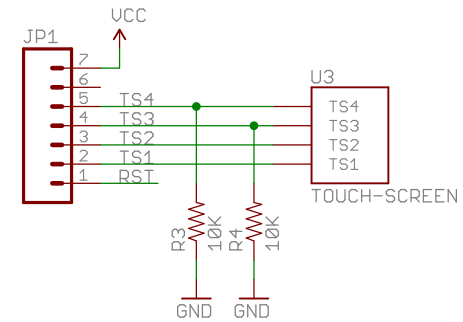 VCC
JP1
7
6
5
4
3
2
1
TS4
TS3
TS2
TS1
RST
U3
TS4
TS3
TS2
TS1
TOUCH-SCREEN
R3
10K
R4
10K
GND
GND